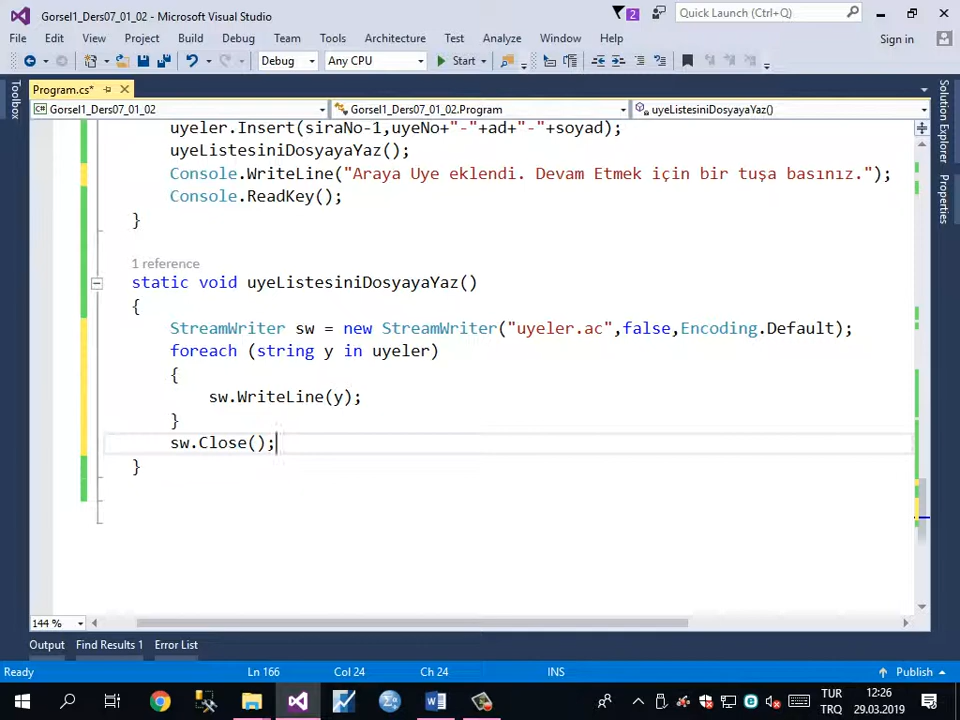 Gorsel1_Ders07_01_02 - Microsoft Visual Studio
2
Quick Launch (Ctrl+Q)
File Edit View Project Build Debug Team Tools Architecture Test Analyze Window Help
Sign in
Debug Any CPU Start
Toolbox
Program.cs*
Gorsel1_Ders07_01_02 Gorsel1_Ders07_01_02.Program uyeListesiniDosyayaYaz()
Solution Explorer
Properties
uyeler.Insert(siraNo-1,uyeNo+"-"+ad+"-"+soyad);
uyeListesiniDosyayaYaz();
Console.WriteLine("Araya Uye eklendi. Devam Etmek için bir tuşa basınız.");
Console.ReadKey();
}
1 reference
static void uyeListesiniDosyayaYaz()
{
StreamWriter sw = new StreamWriter("uyeler.ac",false,Encoding.Default);
foreach (string y in uyeler)
{
sw.WriteLine(y);
}
sw.Close();
}
144 %
Output Find Results 1 Error List
Ready Ln 166 Col 24 Ch 24 INS Publish
TUR 12:26
TRQ 29.03.2019